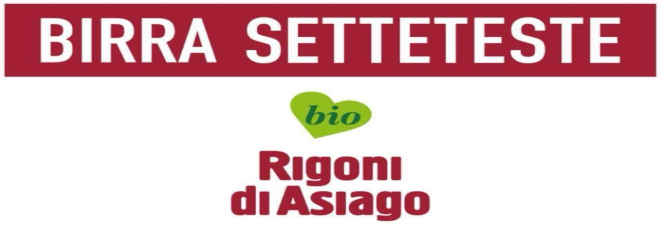 BIRRA SETTETESTE
bio
Rigoni
di Asiago